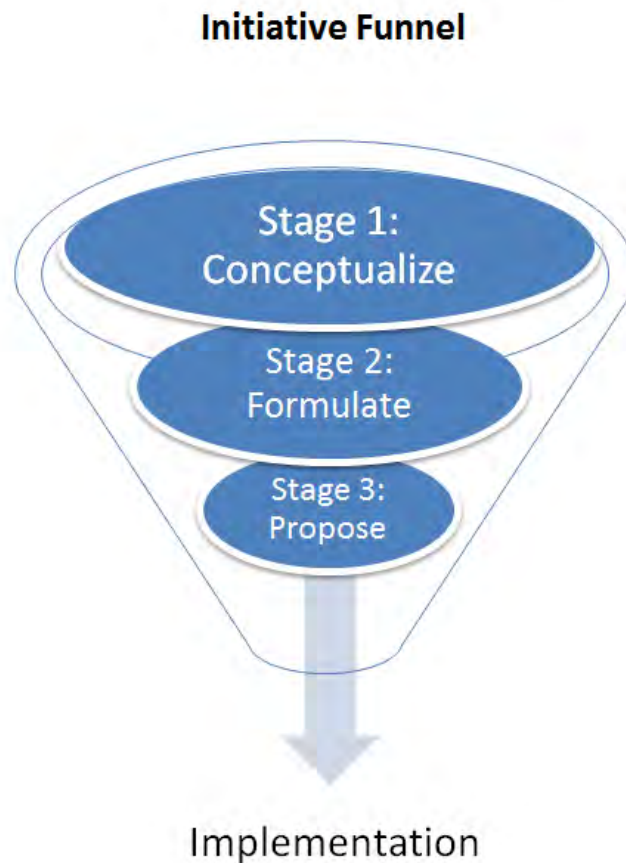 Initiative Funnel
Stage 1:
Conceptualize
Stage 2:
Formulate
Stage 3:
Propose
Implementation